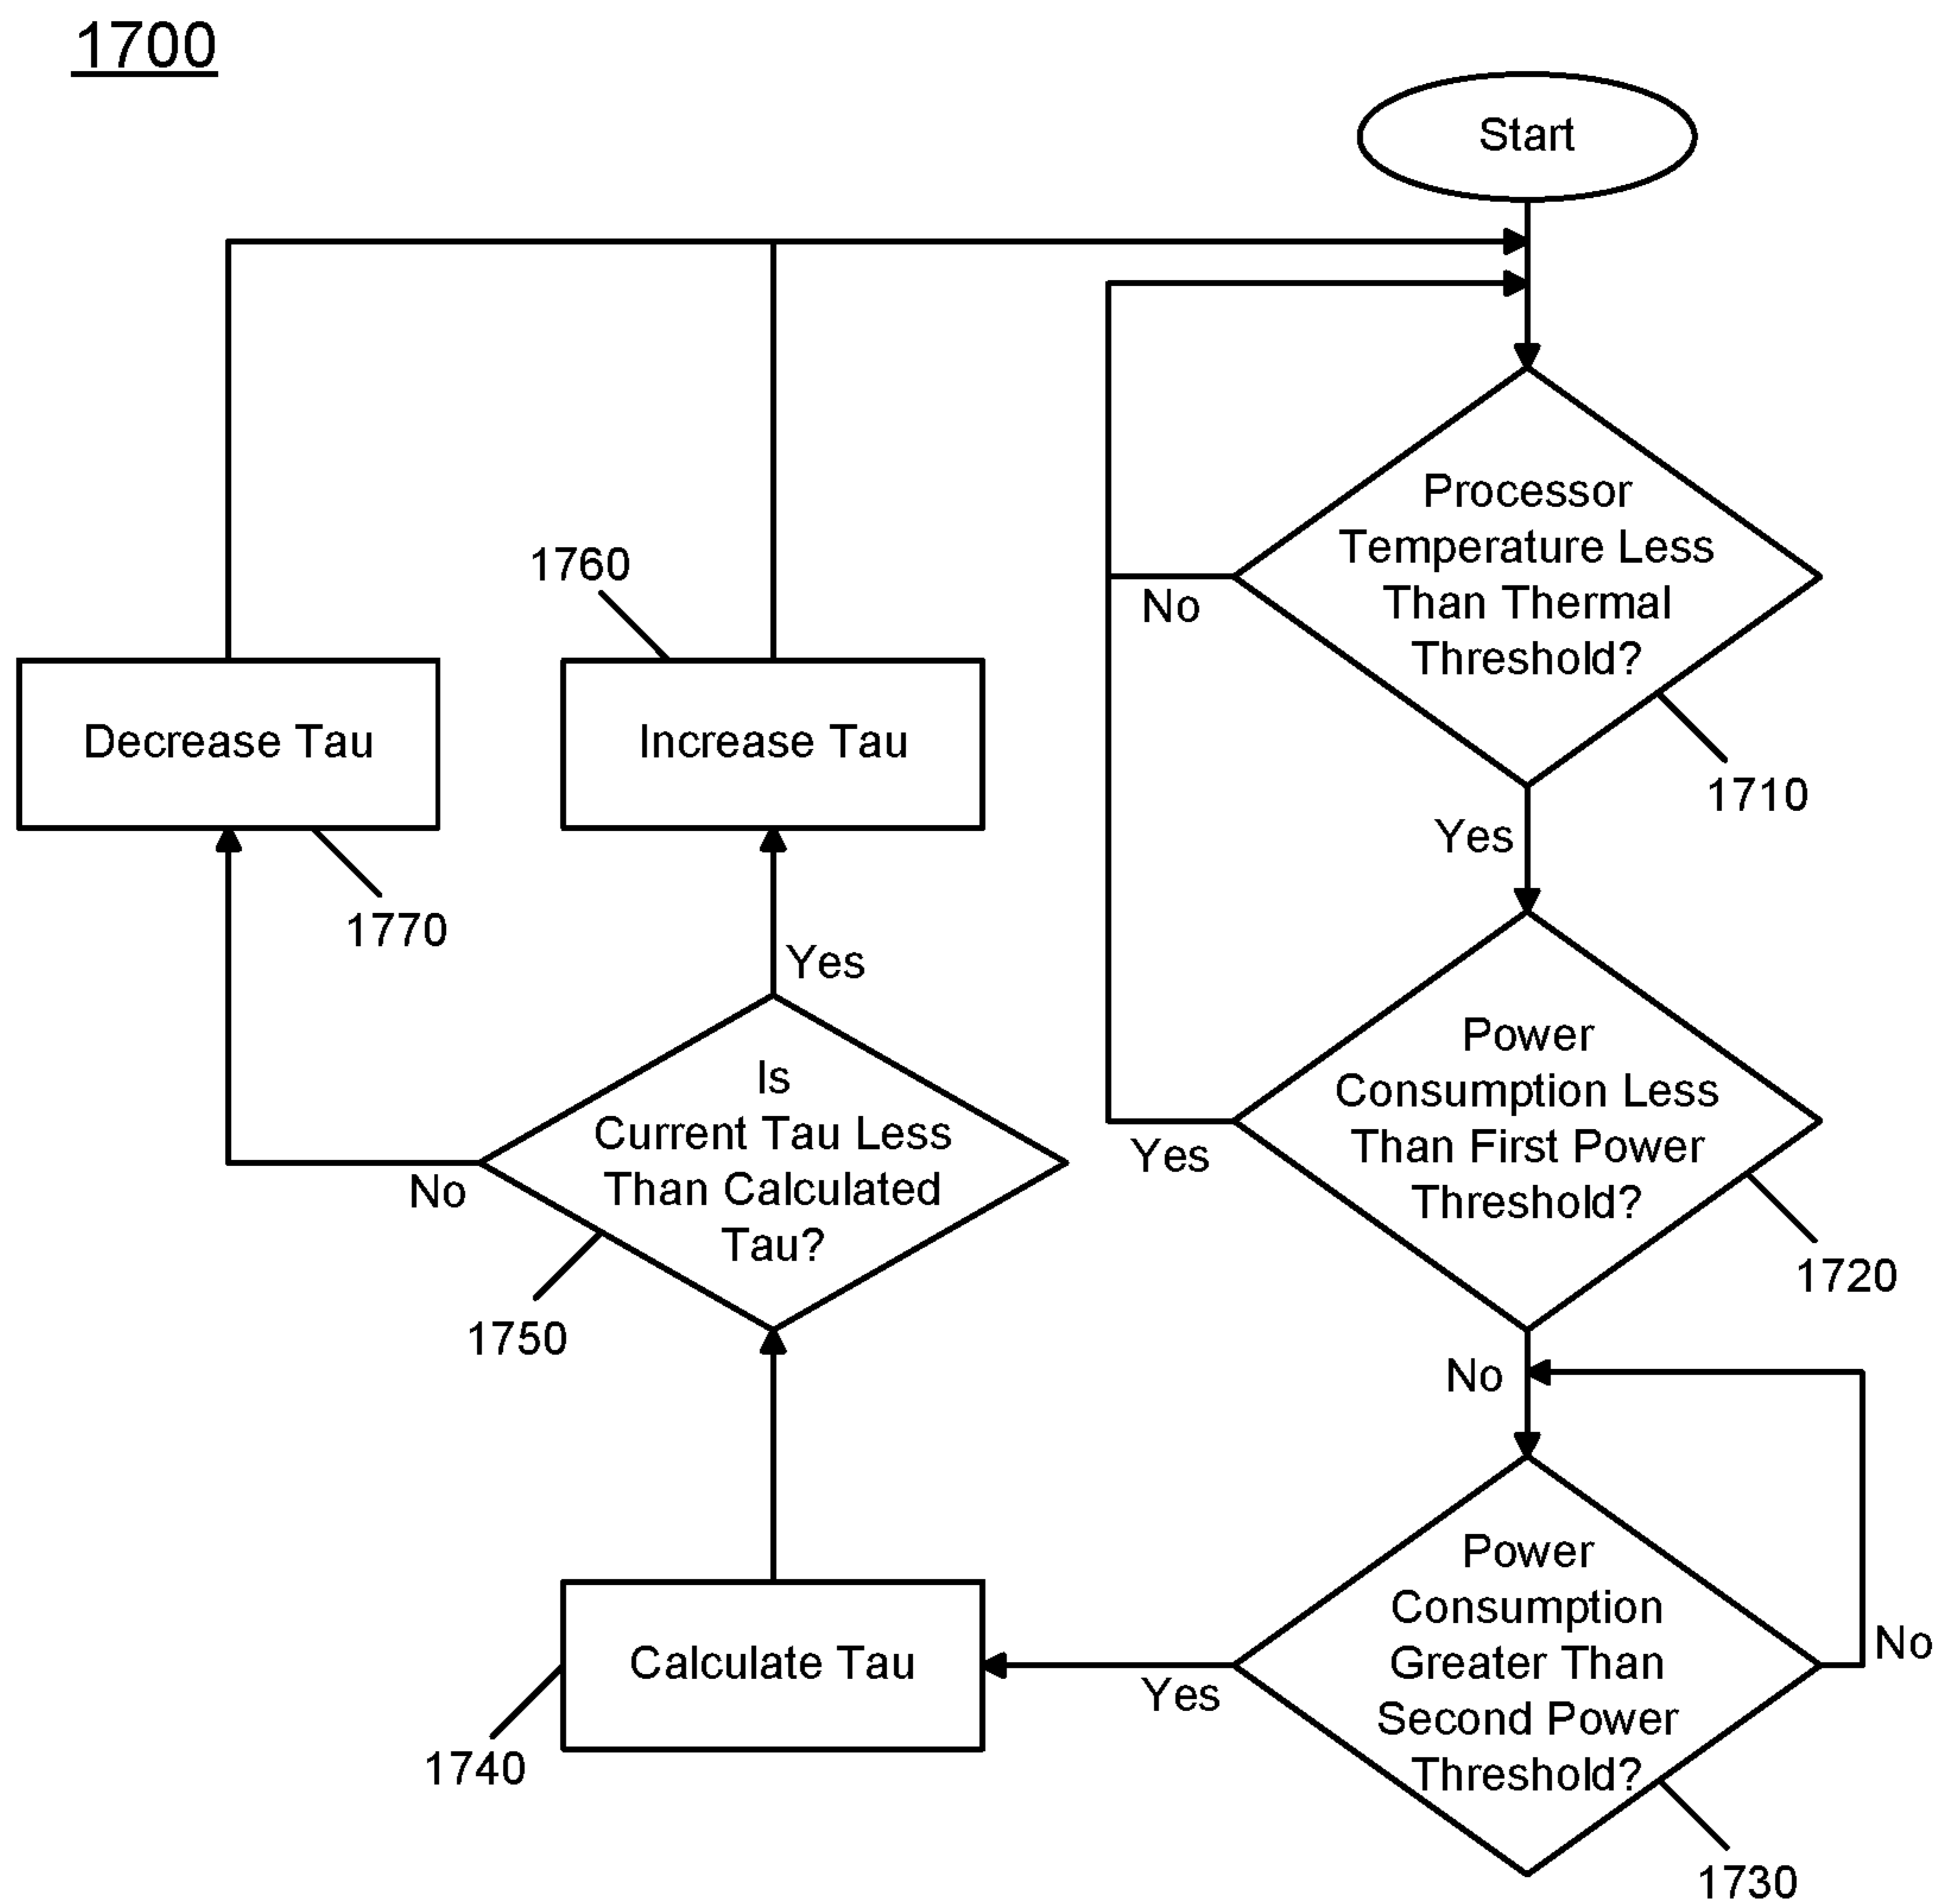 1700
Start
Processor
Temperature Less
Than Thermal
Threshold?
No
1710
Yes
Power
Consumption Less
Than First Power
Threshold?
Yes
1720
No
Power
Consumption
Greater Than
Second Power
Threshold?
No
Yes
1730
Calculate Tau
1740
Is
Current Tau Less
Than Calculated
Tau?
1750
Yes
No
Increase Tau
1760
Decrease Tau
1770